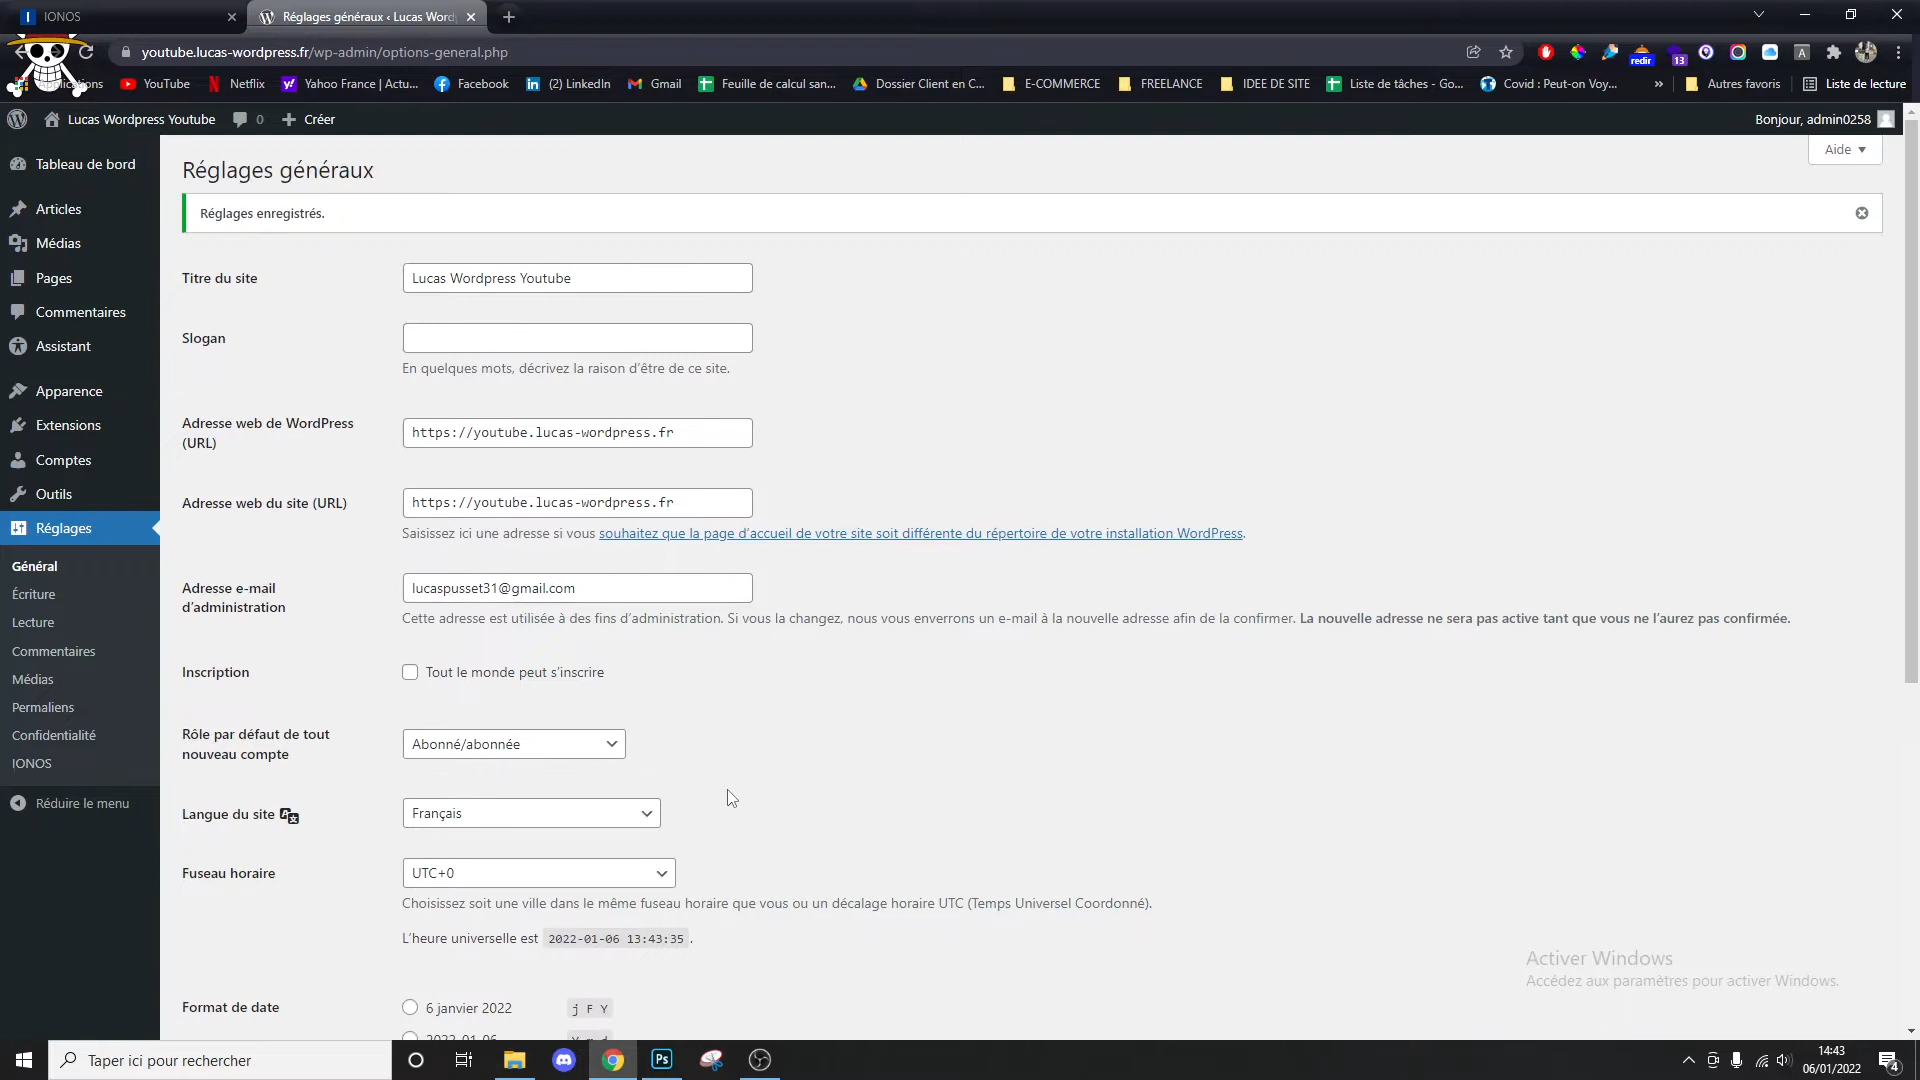 IONOS
Réglages généraux ‹ Lucas Word
youtube.lucas-wordpress.fr/wp-admin/options-general.php
redir
13
YouTube
Netflix
Yahoo France | Actu...
Facebook
(2) LinkedIn
Gmail
Feuille de calcul san...
Dossier Client en C...
E-COMMERCE
FREELANCE
IDEE DE SITE
Liste de tâches - Go...
Covid : Peut-on Voy...
»
Autres favoris
Liste de lecture
Lucas Wordpress Youtube
0
Créer
Bonjour, admin0258
Tableau de bord
Articles
Médias
Pages
Commentaires
Assistant
Apparence
Extensions
Comptes
Outils
Réglages
Général
Écriture
Lecture
Commentaires
Médias
Permaliens
Confidentialité
IONOS
Réduire le menu
Aide
Réglages généraux
Réglages enregistrés.
Titre du site
Lucas Wordpress Youtube
Slogan
En quelques mots, décrivez la raison d’être de ce site.
Adresse web de WordPress
(URL)
https://youtube.lucas-wordpress.fr
Adresse web du site (URL)
https://youtube.lucas-wordpress.fr
Saisissez ici une adresse si vous souhaitez que la page d’accueil de votre site soit différente du répertoire de votre installation WordPress.
Adresse e-mail
d’administration
lucaspusset31@gmail.com
Cette adresse est utilisée à des fins d’administration. Si vous la changez, nous vous enverrons un e-mail à la nouvelle adresse afin de la confirmer. La nouvelle adresse ne sera pas active tant que vous ne l’aurez pas confirmée.
Inscription
Tout le monde peut s’inscrire
Rôle par défaut de tout
nouveau compte
Abonné/abonnée
Langue du site
Français
Fuseau horaire
UTC+0
Choisissez soit une ville dans le même fuseau horaire que vous ou un décalage horaire UTC (Temps Universel Coordonné).
L’heure universelle est 2022-01-06 13:43:35 .
Format de date
6 janvier 2022
j F Y
Activer Windows
Accédez aux paramètres pour activer Windows.
Taper ici pour rechercher
Ps
14:43
06/01/2022
4